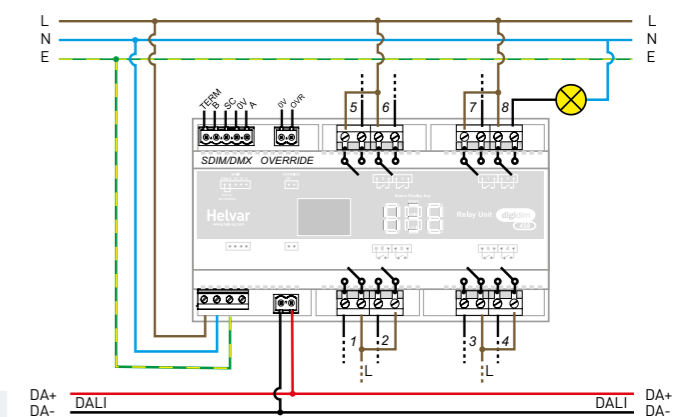 L L
N N
E E
TERM B SC 0V A 0V OVR 5 6 7 8
SDIM/DMX OVERRIDE
Helvar
Relay Unit digidim
490
1 2 3 4
L L
DA+ DA+
DALI DALI
DA- DA-